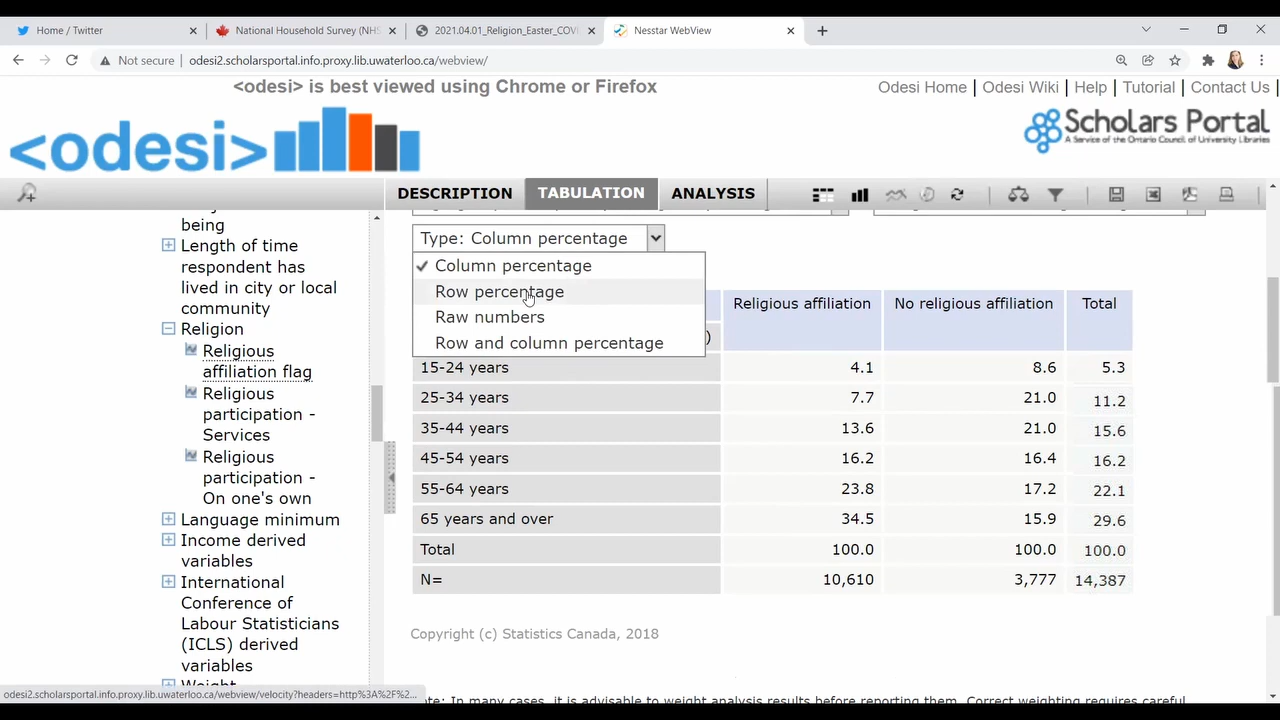 Home / Twitter
National Household Survey (NHS
2021.04.01_Religion_Easter_COVI
Nesstar WebView
Not secure
odesi2.scholarsportal.info.proxy.lib.uwaterloo.ca/webview/
<odesi> is best viewed using Chrome or Firefox
Odesi Home | Odesi Wiki | Help | Tutorial | Contact Us |
<odesi>
Scholars Portal
A Service of the Ontario Council of University Libraries
DESCRIPTION
TABULATION
ANALYSIS
being
Length of time
respondent has
lived in city or local
community
Religion
Religious
affiliation flag
Religious
participation -
Services
Religious
participation -
On one's own
Language minimum
Income derived
variables
International
Conference of
Labour Statisticians
(ICLS) derived
variables
Weight
Type: Column percentage
Column percentage
Row percentage
Raw numbers
Row and column percentage
)
Religious affiliation No religious affiliation Total
15-24 years 4.1 8.6 5.3
25-34 years 7.7 21.0 11.2
35-44 years 13.6 21.0 15.6
45-54 years 16.2 16.4 16.2
55-64 years 23.8 17.2 22.1
65 years and over 34.5 15.9 29.6
Total 100.0 100.0 100.0
N= 10,610 3,777 14,387
Copyright (c) Statistics Canada, 2018
te: In many cases, it is advisable to weight analysis results before reporting them. Correct weighting requires careful
odesi2.scholarsportal.info.proxy.lib.uwaterloo.ca/webview/velocity?headers=http%3A%2F%2...